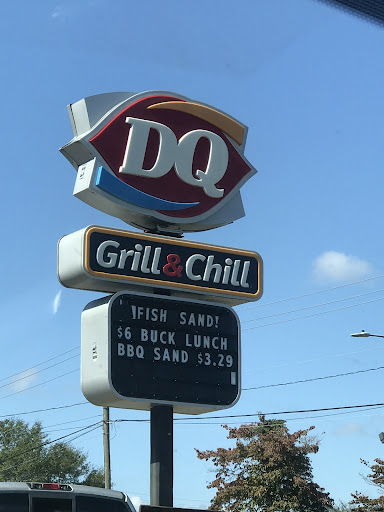 DQ
Grill & Chill
FISH SAND!
$6 BUCK LUNCH
BBQ SAND $3.29